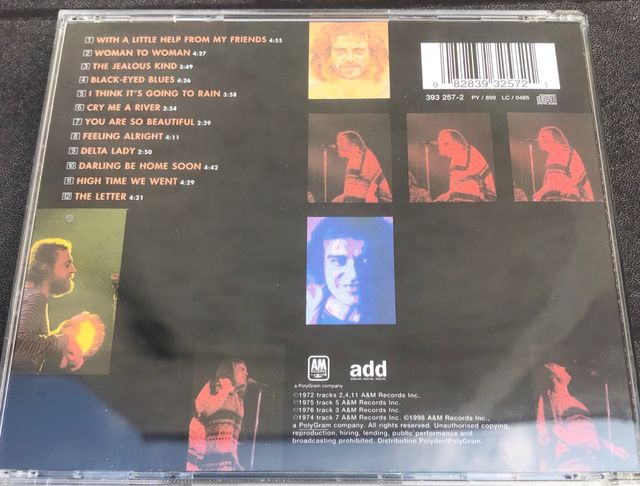 1 WITH A LITTLE HELP FROM MY FRIENDS 4:55
2 WOMAN TO WOMAN 4:27
3 THE JEALOUS KIND 3:49
4 BLACK-EYED BLUES 4:26
5 I THINK IT'S GOING TO RAIN 3:58
6 CRY ME A RIVER 3:54
7 YOU ARE SO BEAUTIFUL 2:39
8 FEELING ALRIGHT 4:11
9 DELTA LADY 2:50
10 DARLING BE HOME SOON 4:42
11 HIGH TIME WE WENT 4:29
12 THE LETTER 4:21
0 82839 32572 1
393 257-2 PY / 899 LC / 0485
A&M add
a PolyGram company
℗1972 tracks 2,4,11 A&M Records Inc.
℗1975 track 5 A&M Records Inc.
℗1976 track 3 A&M Records Inc.
℗1974 track 7 A&M Records Inc. ©1998 A&M Records Inc.,
a PolyGram company. All rights reserved. Unauthorised copying,
reproduction, hiring, lending, public performance and
broadcasting prohibited. Distribution Polydor/PolyGram.